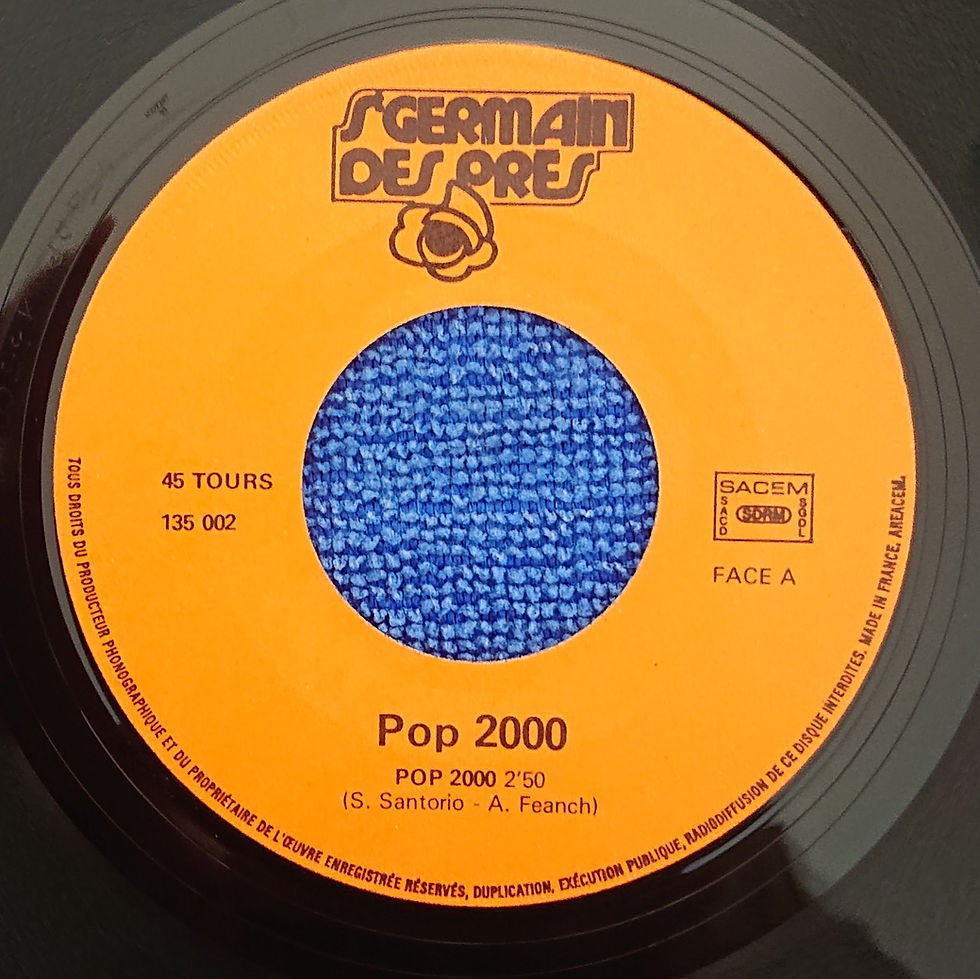 St GERMAIN
DES PRES
45 TOURS
135 002
SACEM
SACD
SDRM
SGDL
FACE A
Pop 2000
POP 2000 2'50
(S. Santorio - A. Feanch)
TOUS DROITS DU PRODUCTEUR PHONOGRAPHIQUE ET DU PROPRIÉTAIRE DE L'ŒUVRE ENREGISTRÉE RÉSERVÉS, DUPLICATION, EXÉCUTION PUBLIQUE, RADIODIFFUSION DE CE DISQUE INTERDITES. MADE IN FRANCE. AREACEM.